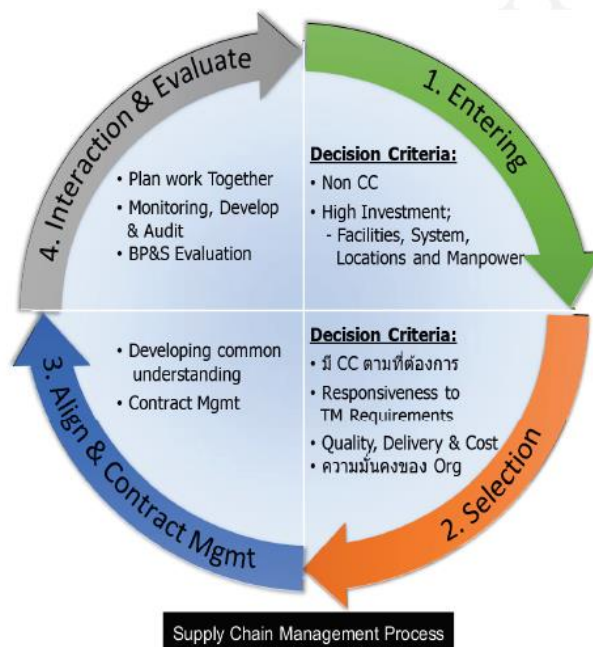 1. Entering
Decision Criteria:
• Non CC
• High Investment;
- Facilities, System,
Locations and Manpower
2. Selection
Decision Criteria:
• มี CC ตามที่ต้องการ
• Responsiveness to
TM Requirements
• Quality, Delivery & Cost
• ความมั่นคงของ Org
3. Align & Contract Mgmt
• Developing common
understanding
• Contract Mgmt
4. Interaction & Evaluate
• Plan work Together
• Monitoring, Develop
& Audit
• BP&S Evaluation
Supply Chain Management Process